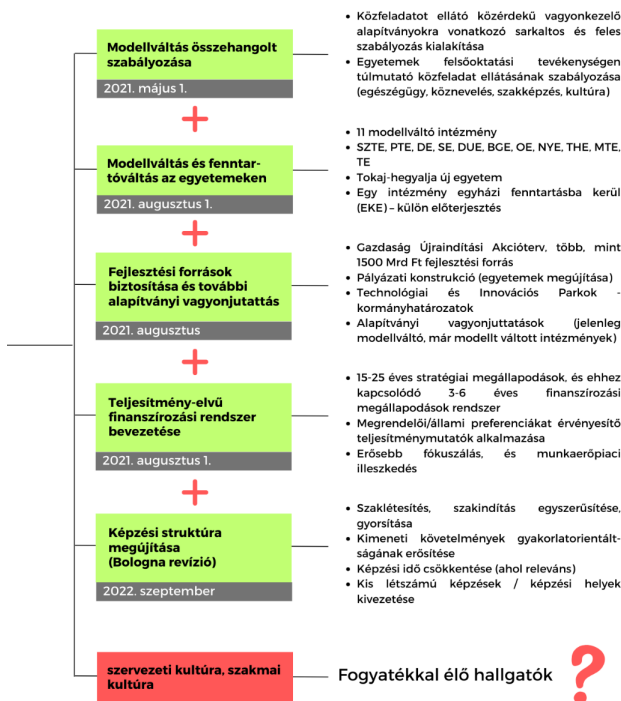 Modellváltás összehangolt
szabályozása
2021. május 1.
• Közfeladatot ellátó közérdekű vagyonkezelő
alapítványokra vonatkozó sarkaltos és feles
szabályozás kialakítása
• Egyetemek felsőoktatási tevékenységen
túlmutató közfeladat ellátásának szabályozása
(egészégügy, köznevelés, szakképzés, kultúra)
+
Modellváltás és fenntar-
tóváltás az egyetemeken
2021. augusztus 1.
• 11 modellváltó intézmény
• SZTE, PTE, DE, SE, DUE, BGE, OE, NYE, THE, MTE,
TE
• Tokaj-hegyalja új egyetem
• Egy intézmény egyházi fenntartásba kerül
(EKE) – külön előterjesztés
+
Fejlesztési források
biztosítása és további
alapítványi vagyonjutattás
2021. augusztus
• Gazdaság Újraindítási Akcióterv, több, mint
1500 Mrd Ft fejlesztési forrás
• Pályázati konstrukció (egyetemek megújítása)
• Technológiai és Innovációs Parkok -
kormányhatározatok
• Alapítványi vagyonjuttatások (jelenleg
modellváltó, már modellt váltott intézmények)
+
Teljesítmény-elvű
finanszírozási rendszer
bevezetése
2021. augusztus 1.
• 15-25 éves stratégiai megállapodások, és ehhez
kapcsolódó 3-6 éves finanszírozási
megállapodások rendszer
• Megrendelői/állami preferenciákat érvényesítő
teljesítménymutatók alkalmazása
• Erősebb fókuszálás, és munkaerőpiaci
illeszkedés
+
Képzési struktúra
megújítása
(Bologna revízió)
2022. szeptember
• Szaklétesítés, szakindítás egyszerűsítése,
gyorsítása
• Kimeneti követelmények gyakorlatorientált-
ságának erősítése
• Képzési idő csökkentése (ahol releváns)
• Kis létszámú képzések / képzési helyek
kivezetése
szervezeti kultúra, szakmai
kultúra
Fogyatékkal élő hallgatók ?